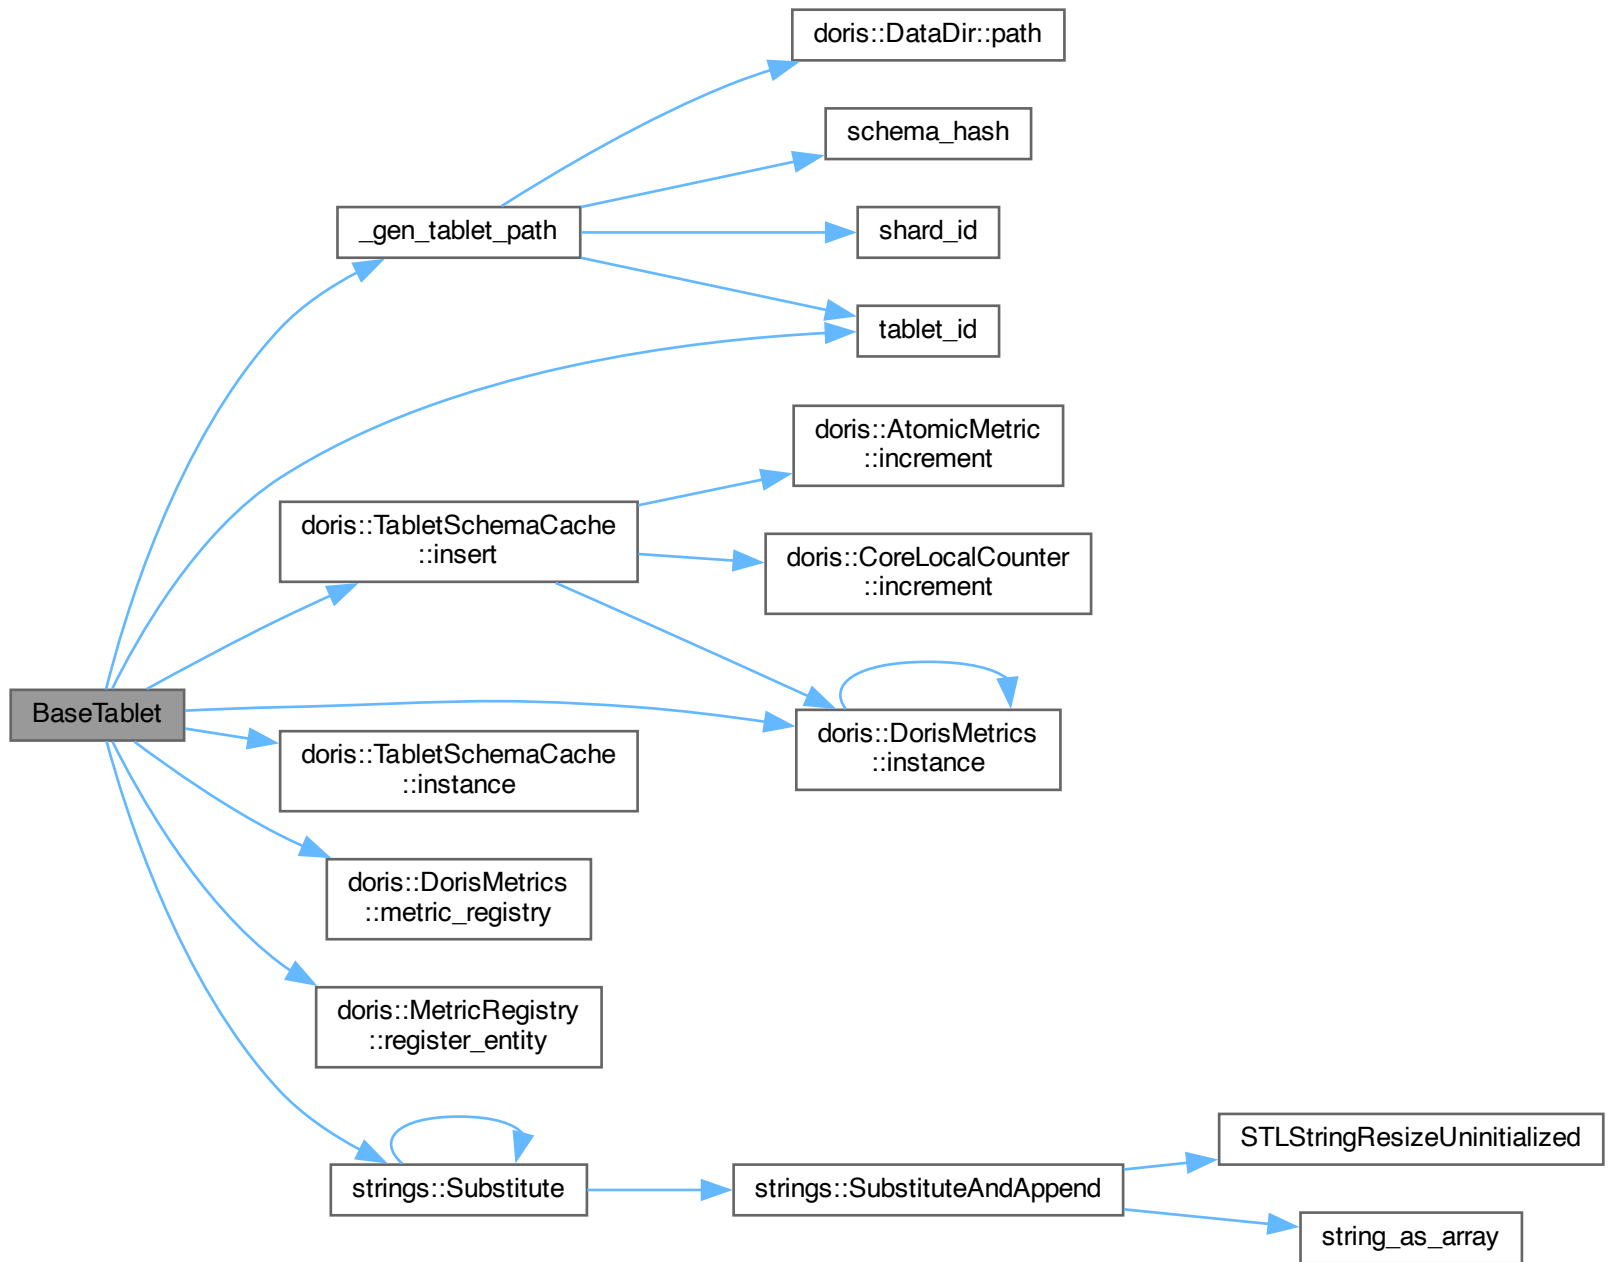 doris::DataDir::path
schema_hash
_gen_tablet_path
shard_id
tablet_id
doris::AtomicMetric
::increment
doris::TabletSchemaCache
::insert
doris::CoreLocalCounter
::increment
BaseTablet
doris::DorisMetrics
::instance
doris::TabletSchemaCache
::instance
doris::DorisMetrics
::metric_registry
doris::MetricRegistry
::register_entity
STLStringResizeUninitialized
strings::Substitute
strings::SubstituteAndAppend
string_as_array